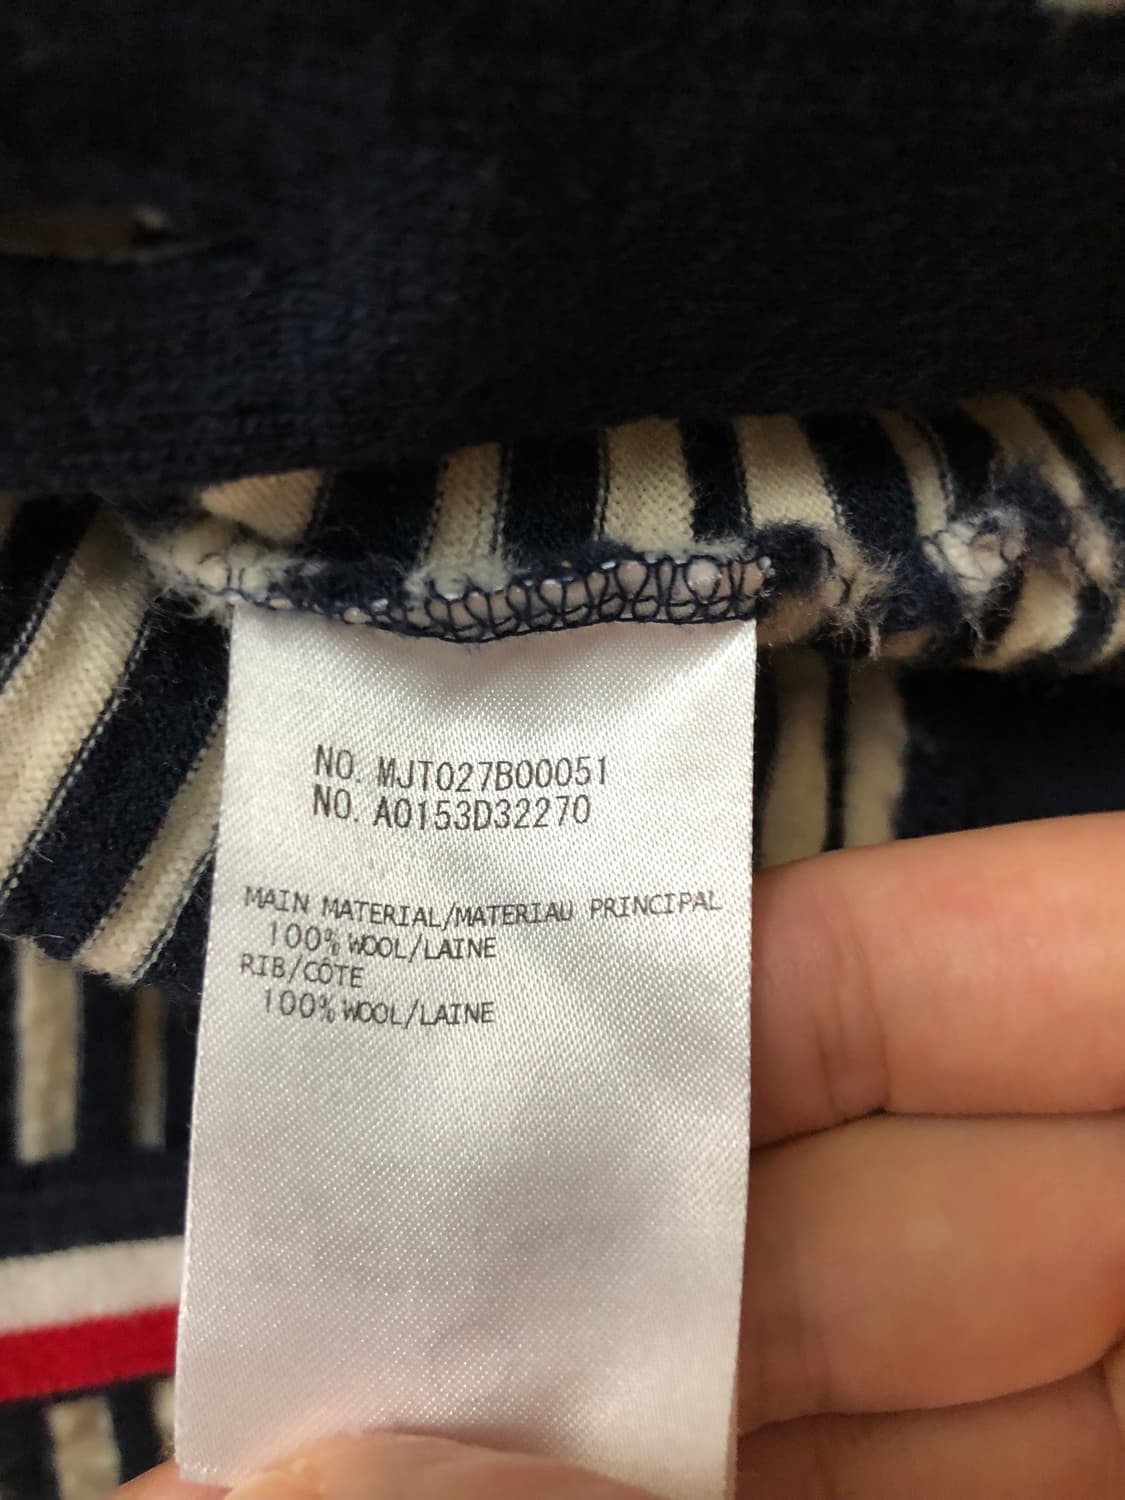 NO. MJT027B00051
NO. A0153D32270
MAIN MATERIAL/MATERIAU PRINCIPAL
100% WOOL/LAINE
RIB/CÔTE
100% WOOL/LAINE